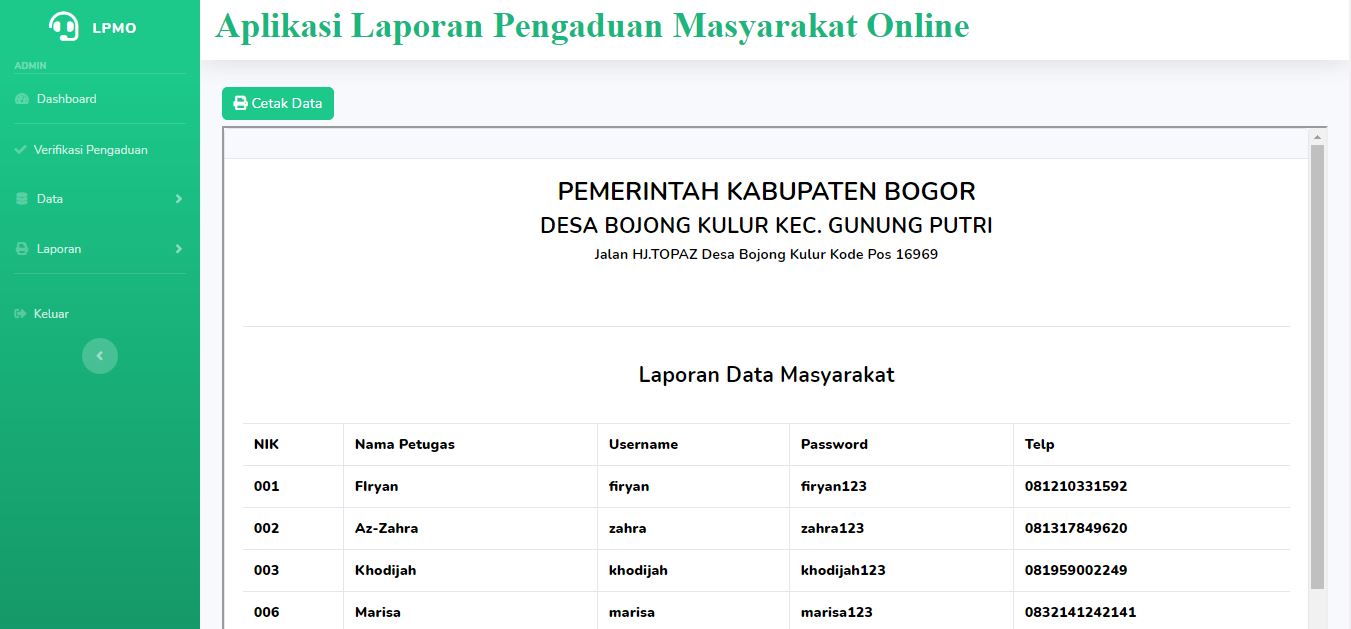 LPMO
Aplikasi Laporan Pengaduan Masyarakat Online
ADMIN
Dashboard
Verifikasi Pengaduan
Data
Laporan
Keluar
Cetak Data
PEMERINTAH KABUPATEN BOGOR
DESA BOJONG KULUR KEC. GUNUNG PUTRI
Jalan HJ.TOPAZ Desa Bojong Kulur Kode Pos 16969
Laporan Data Masyarakat
NIK Nama Petugas Username Password Telp
001 FIryan firyan firyan123 081210331592
002 Az-Zahra zahra zahra123 081317849620
003 Khodijah khodijah khodijah123 081959002249
006 Marisa marisa marisa123 0832141242141